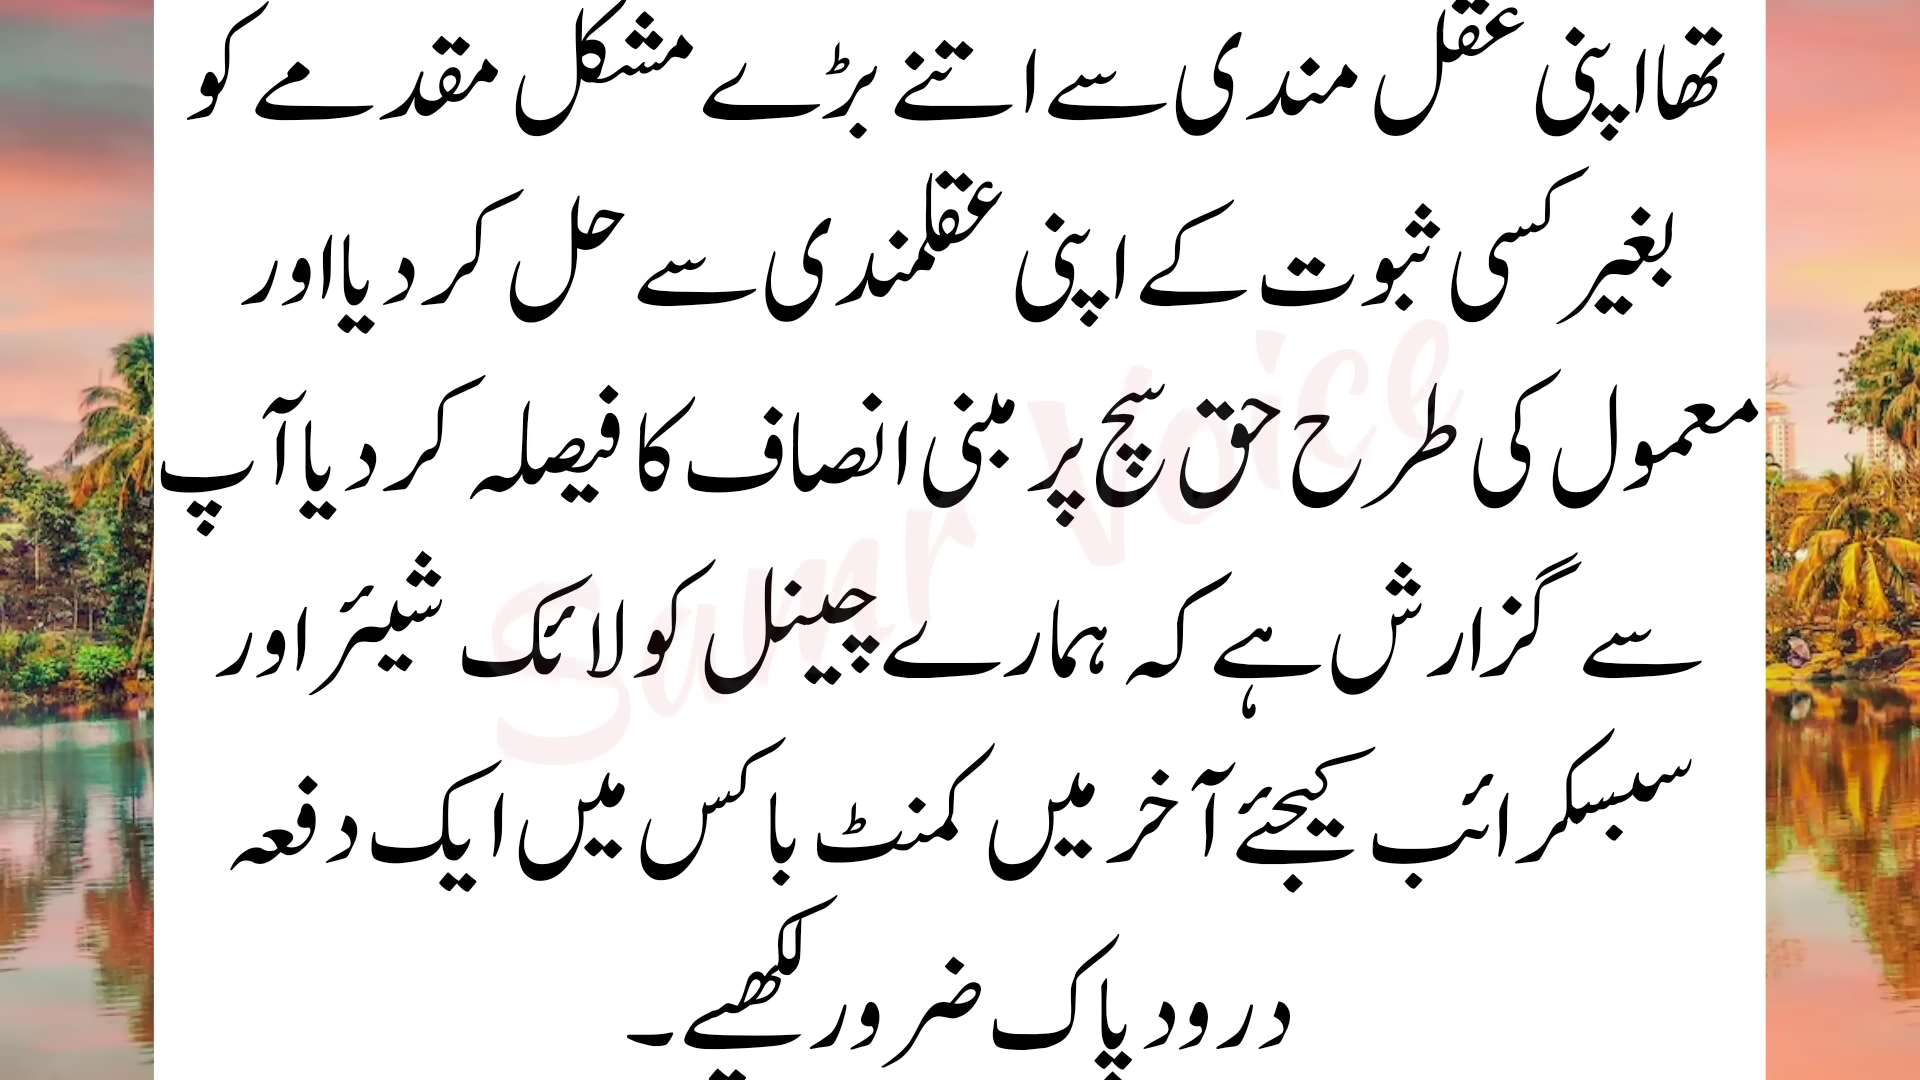 تھا اپنی عقل مندی سے اتنے بڑے مشکل مقدمے کو
بغیر کسی ثبوت کے اپنی عقلمندی سے حل کر دیا اور
معمول کی طرح حق سچ پر مبنی انصاف کا فیصلہ کر دیا آپ
سے گزارش ہے کہ ہمارے چینل کو لائک شیئر اور
سبسکرائب کیجئے آخر میں کمنٹ باکس میں ایک دفعہ
درود پاک ضرور لکھیے۔
Samr Voice